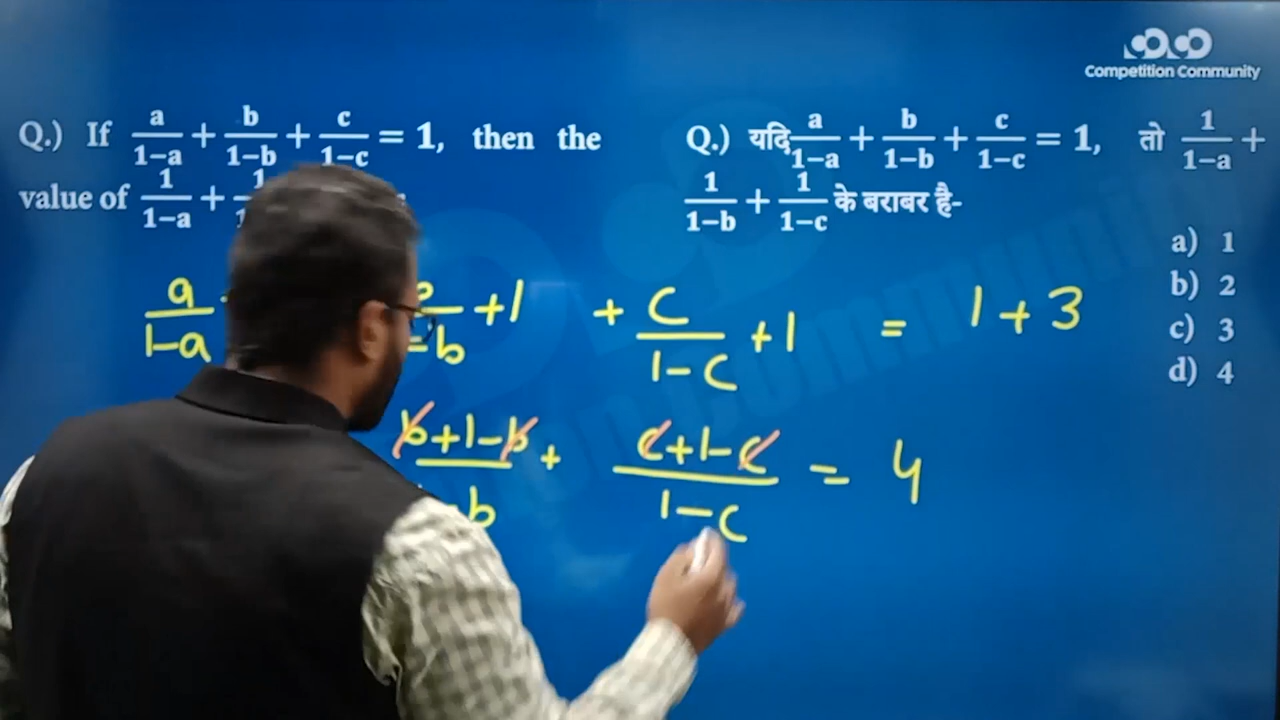 Competition Community
Q.) If a/1-a + b/1-b + c/1-c = 1, then the
value of 1/1-a +
Q.) यदि a/1-a + b/1-b + c/1-c = 1, तो 1/1-a +
1/1-b + 1/1-c के बराबर है-
a) 1
b) 2
c) 3
d) 4
a/1-a +1 + c/1-c +1 = 1+3
b+1-b + c+1-c/1-c = 4